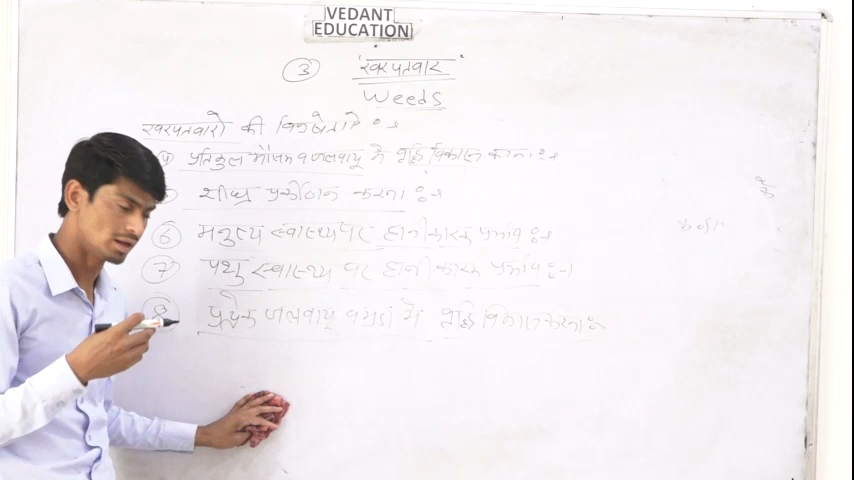 VEDANT
EDUCATION
③ 'खरपतवार'
Weeds
खरपतवारो की विशेषताऐ :→
प्रतिकुल मौसम व जलवायू मे वृद्धि विकास करना :→
शीघ्र प्रकीर्णन करना :→
⑥ मनुष्य स्वास्थ्य पर हानीकारक प्रभाव :→
⑦ पशु स्वास्थ्य पर हानीकारक प्रभाव :→
⑧ प्रत्येक जलवायू व मृदा मे वृद्धि विकास करना :→